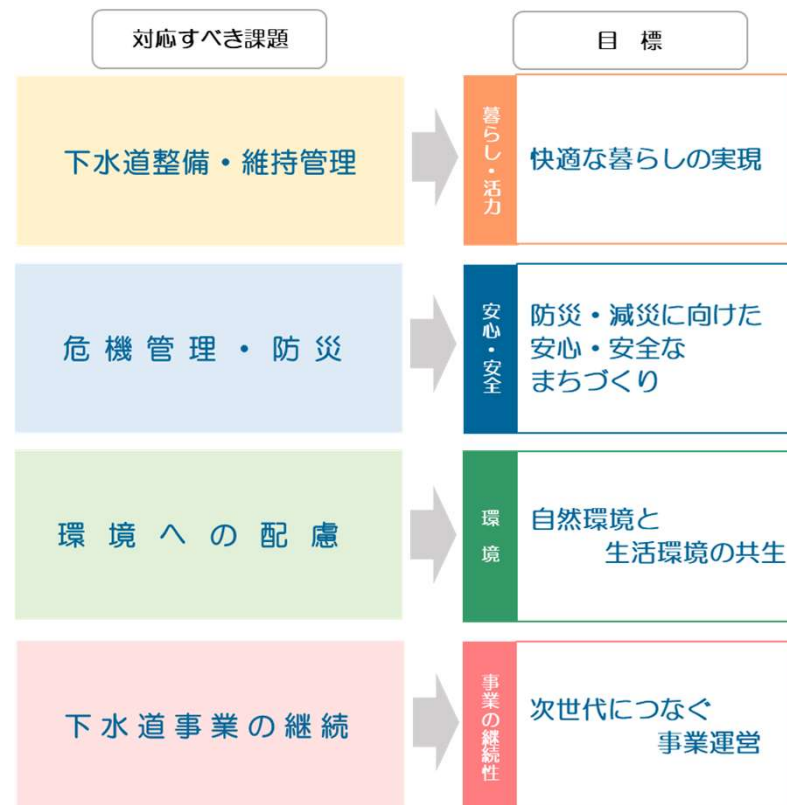 対応すべき課題
目 標
下水道整備・維持管理
暮らし・活力
快適な暮らしの実現
危機管理・防災
安心・安全
防災・減災に向けた
安心・安全な
まちづくり
環境への配慮
環 境
自然環境と
生活環境の共生
下水道事業の継続
事業の継続性
次世代につなぐ
事業運営